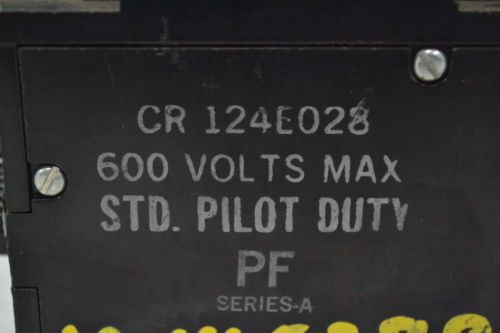 CR 124E028
600 VOLTS MAX
STD. PILOT DUTY
PF
SERIES-A